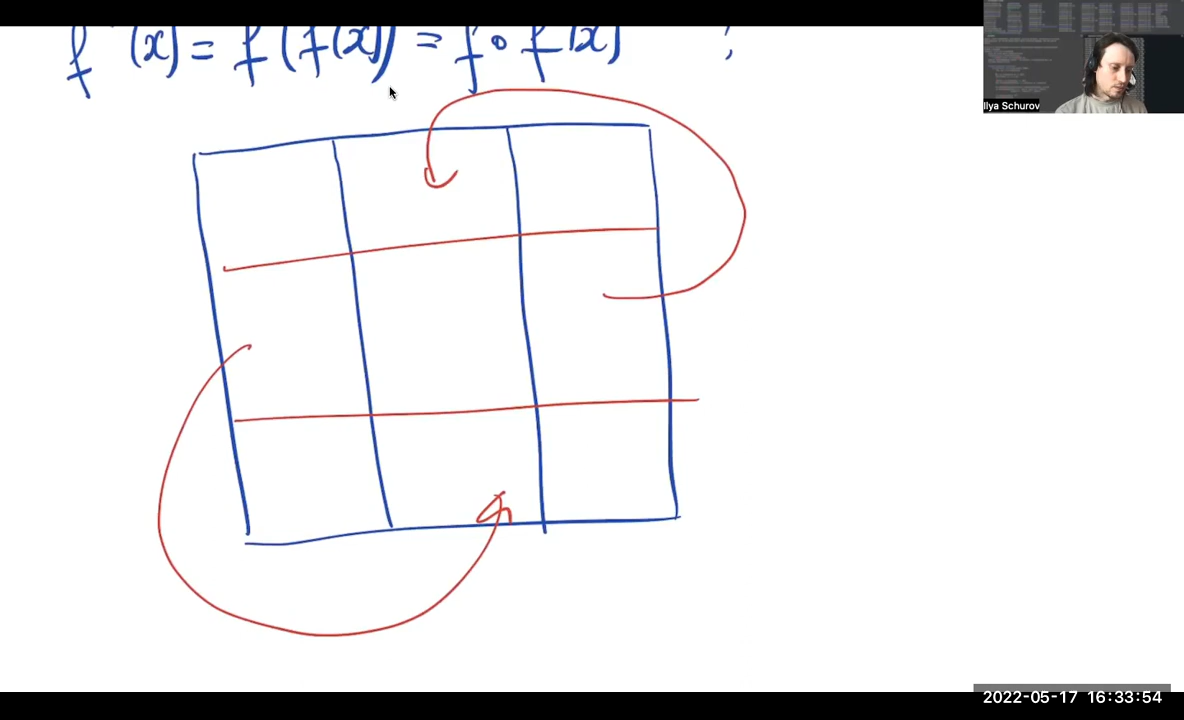 f (x) = f(f(x)) = f∘f(x) ;
Ilya Schurov
2022-05-17 16:33:54